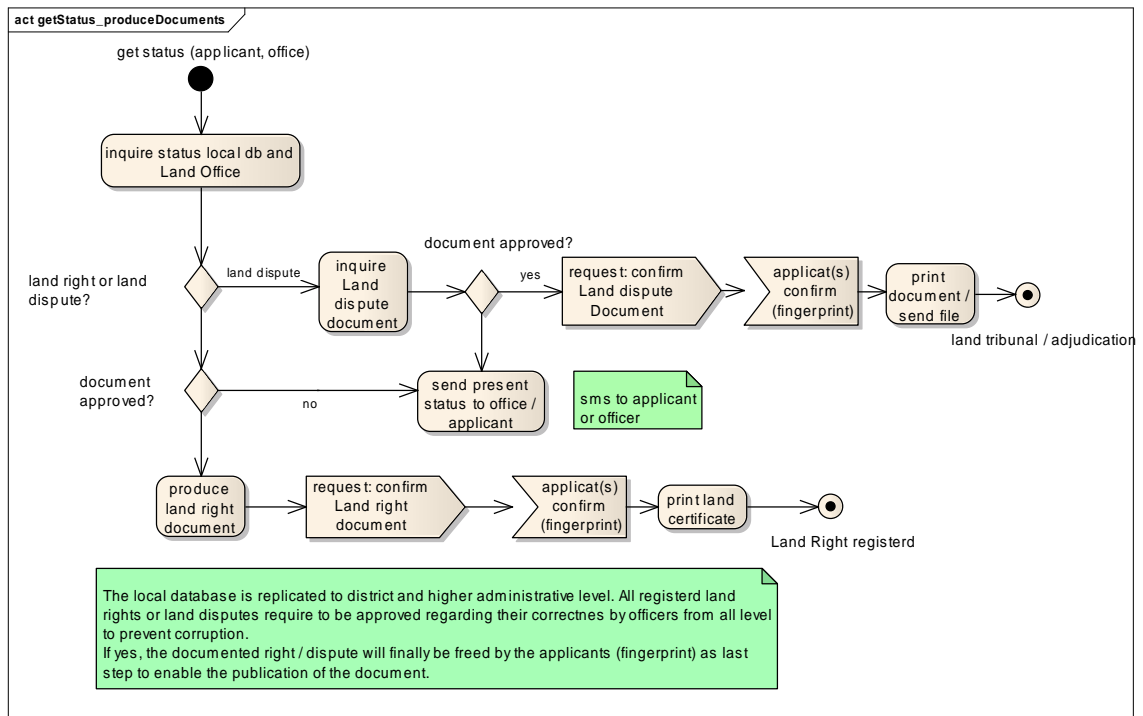 act getStatus_produceDocuments
get status (applicant, office)
inquire status local db and
Land Office
land right or land
dispute?
land dispute
inquire
Land
dispute
document
document approved?
yes
request: confirm
Land dispute
Document
applicat(s)
confirm
(fingerprint)
print
document /
send file
land tribunal / adjudication
document
approved?
no
send present
status to office /
applicant
sms to applicant
or officer
produce
land right
document
request: confirm
Land right
document
applicat(s)
confirm
(fingerprint)
print land
certificate
Land Right registerd
The local database is replicated to district and higher administrative level. All registerd land
rights or land disputes require to be approved regarding their correctnes by officers from all level
to prevent corruption.
If yes, the documented right / dispute will finally be freed by the applicants (fingerprint) as last
step to enable the publication of the document.